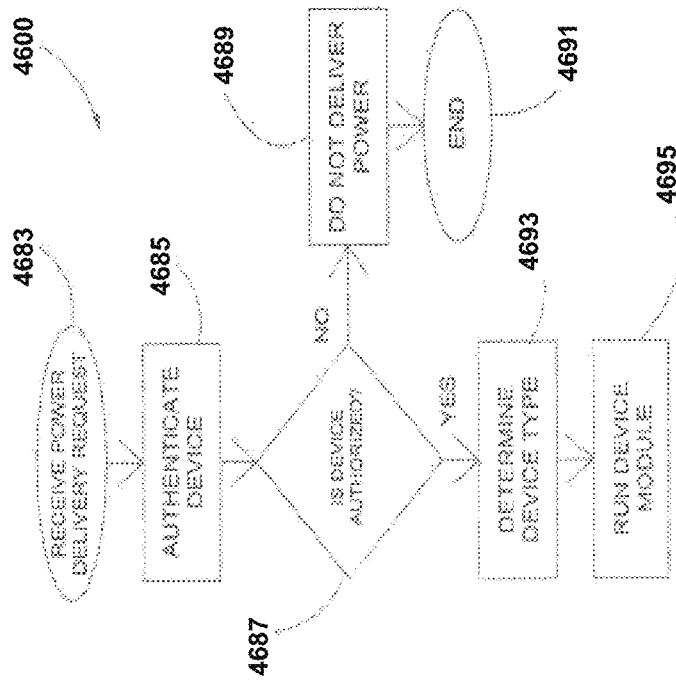 4600
4683
RECEIVE POWER
DELIVERY REQUEST
4685
AUTHENTICATE
DEVICE
4687
IS DEVICE
AUTHORIZED?
NO
4689
DO NOT DELIVER
POWER
4691
END
YES
4693
DETERMINE
DEVICE TYPE
4695
RUN DEVICE
MODULE